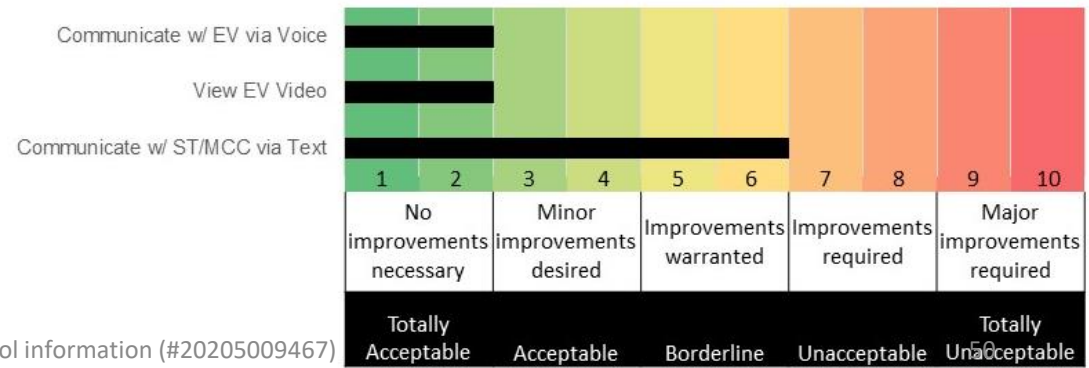 Communicate w/ EV via Voice
View EV Video
Communicate w/ ST/MCC via Text
1 2 3 4 5 6 7 8 9 10
No improvements necessary
Minor improvements desired
Improvements warranted
Improvements required
Major improvements required
Totally Acceptable
Acceptable
Borderline
Unacceptable
Totally Unacceptable
ol information (#20205009467)
50